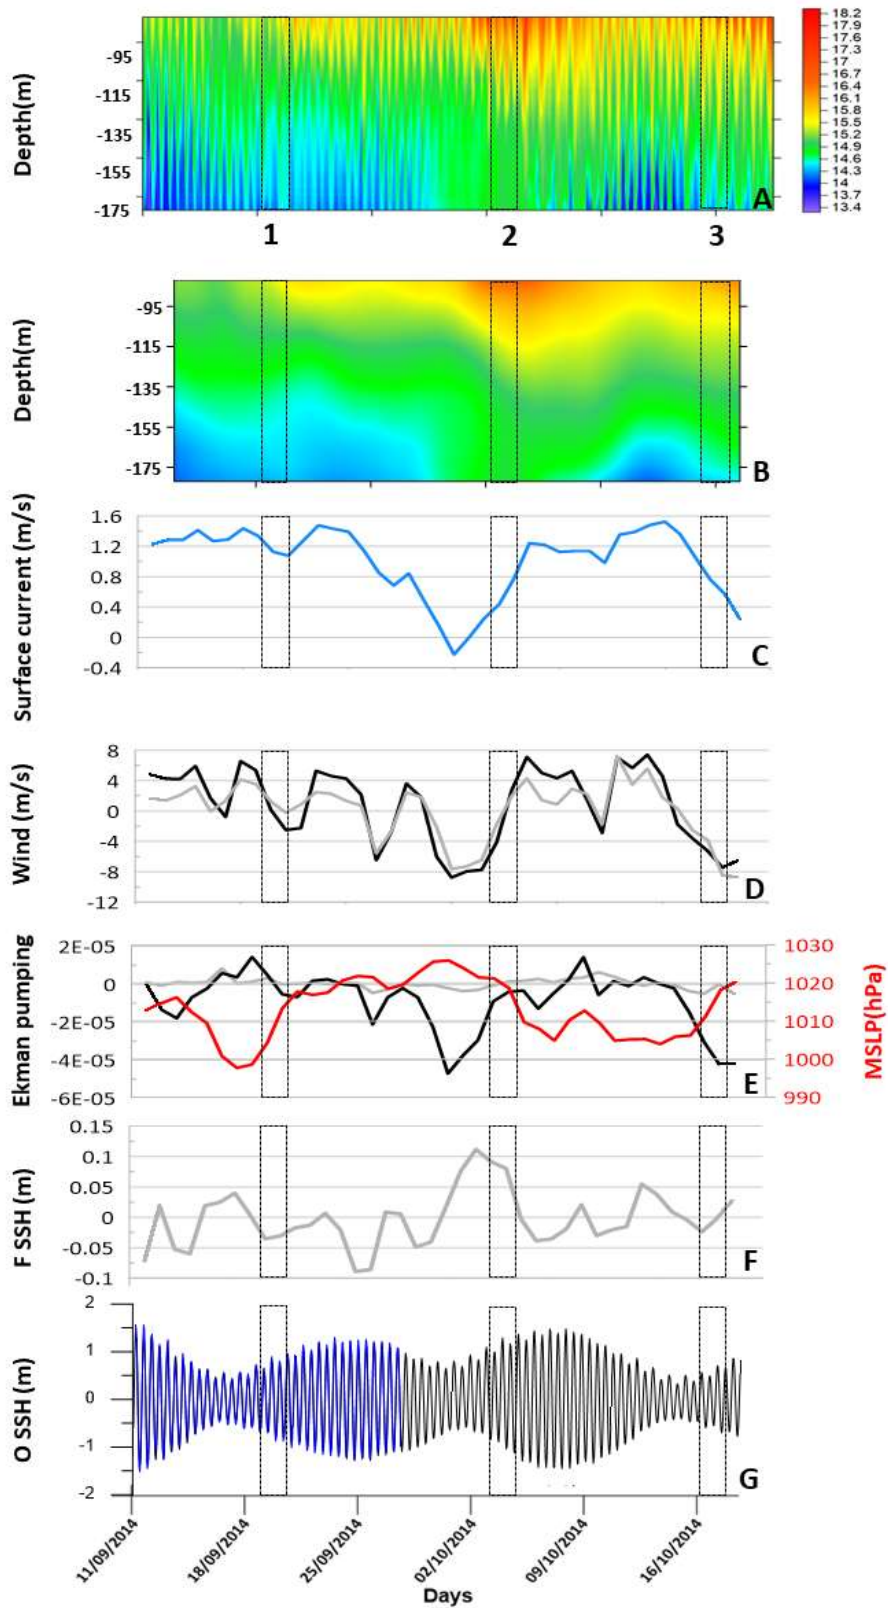 Depth(m)
-95
-115
-135
-155
-175
A
18.2
17.9
17.6
17.3
17
16.7
16.4
16.1
15.8
15.5
15.2
14.9
14.6
14.3
14
13.7
13.4
1 2 3
Depth(m)
-95
-115
-135
-155
-175
B
Surface current (m/s)
1.6
1.2
0.8
0.4
0
-0.4
C
Wind (m/s)
8
4
0
-4
-8
-12
D
Ekman pumping
2E-05
0
-2E-05
-4E-05
-6E-05
E
1030
1020
1010
1000
990
MSLP(hPa)
F SSH (m)
0.15
0.1
0.05
0
-0.05
-0.1
F
O SSH (m)
2
1
0
-1
-2
G
11/09/2014 18/09/2014 25/09/2014 02/10/2014 09/10/2014 16/10/2014
Days